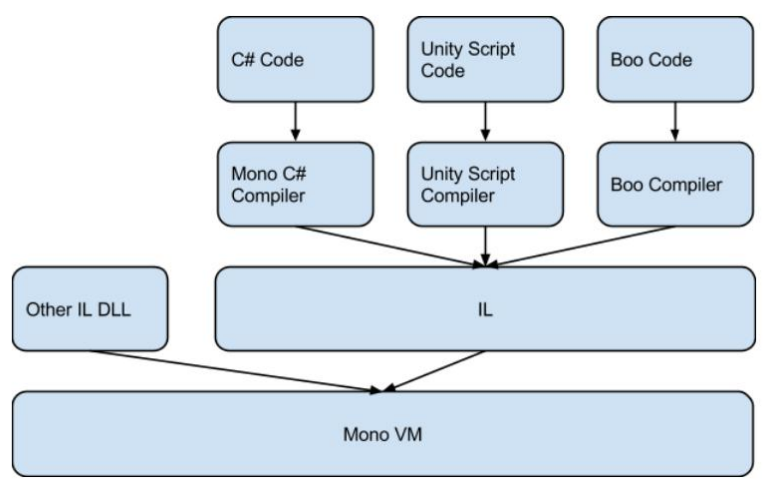 C# Code
Unity Script
Code
Boo Code
Mono C#
Compiler
Unity Script
Compiler
Boo Compiler
Other IL DLL
IL
Mono VM